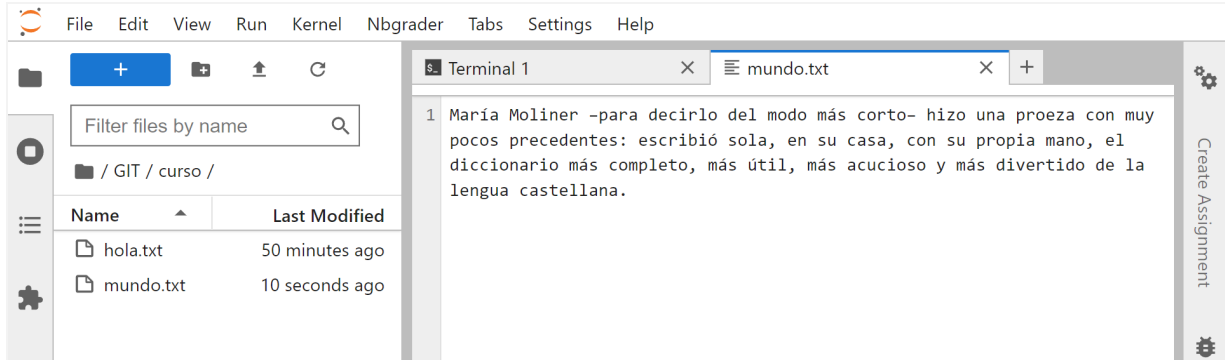 File Edit View Run Kernel Nbgrader Tabs Settings Help
+
Terminal 1
mundo.txt
+
Filter files by name
/ GIT / curso /
Name Last Modified
hola.txt 50 minutes ago
mundo.txt 10 seconds ago
1 María Moliner –para decirlo del modo más corto– hizo una proeza con muy
pocos precedentes: escribió sola, en su casa, con su propia mano, el
diccionario más completo, más útil, más acucioso y más divertido de la
lengua castellana.
Create Assignment